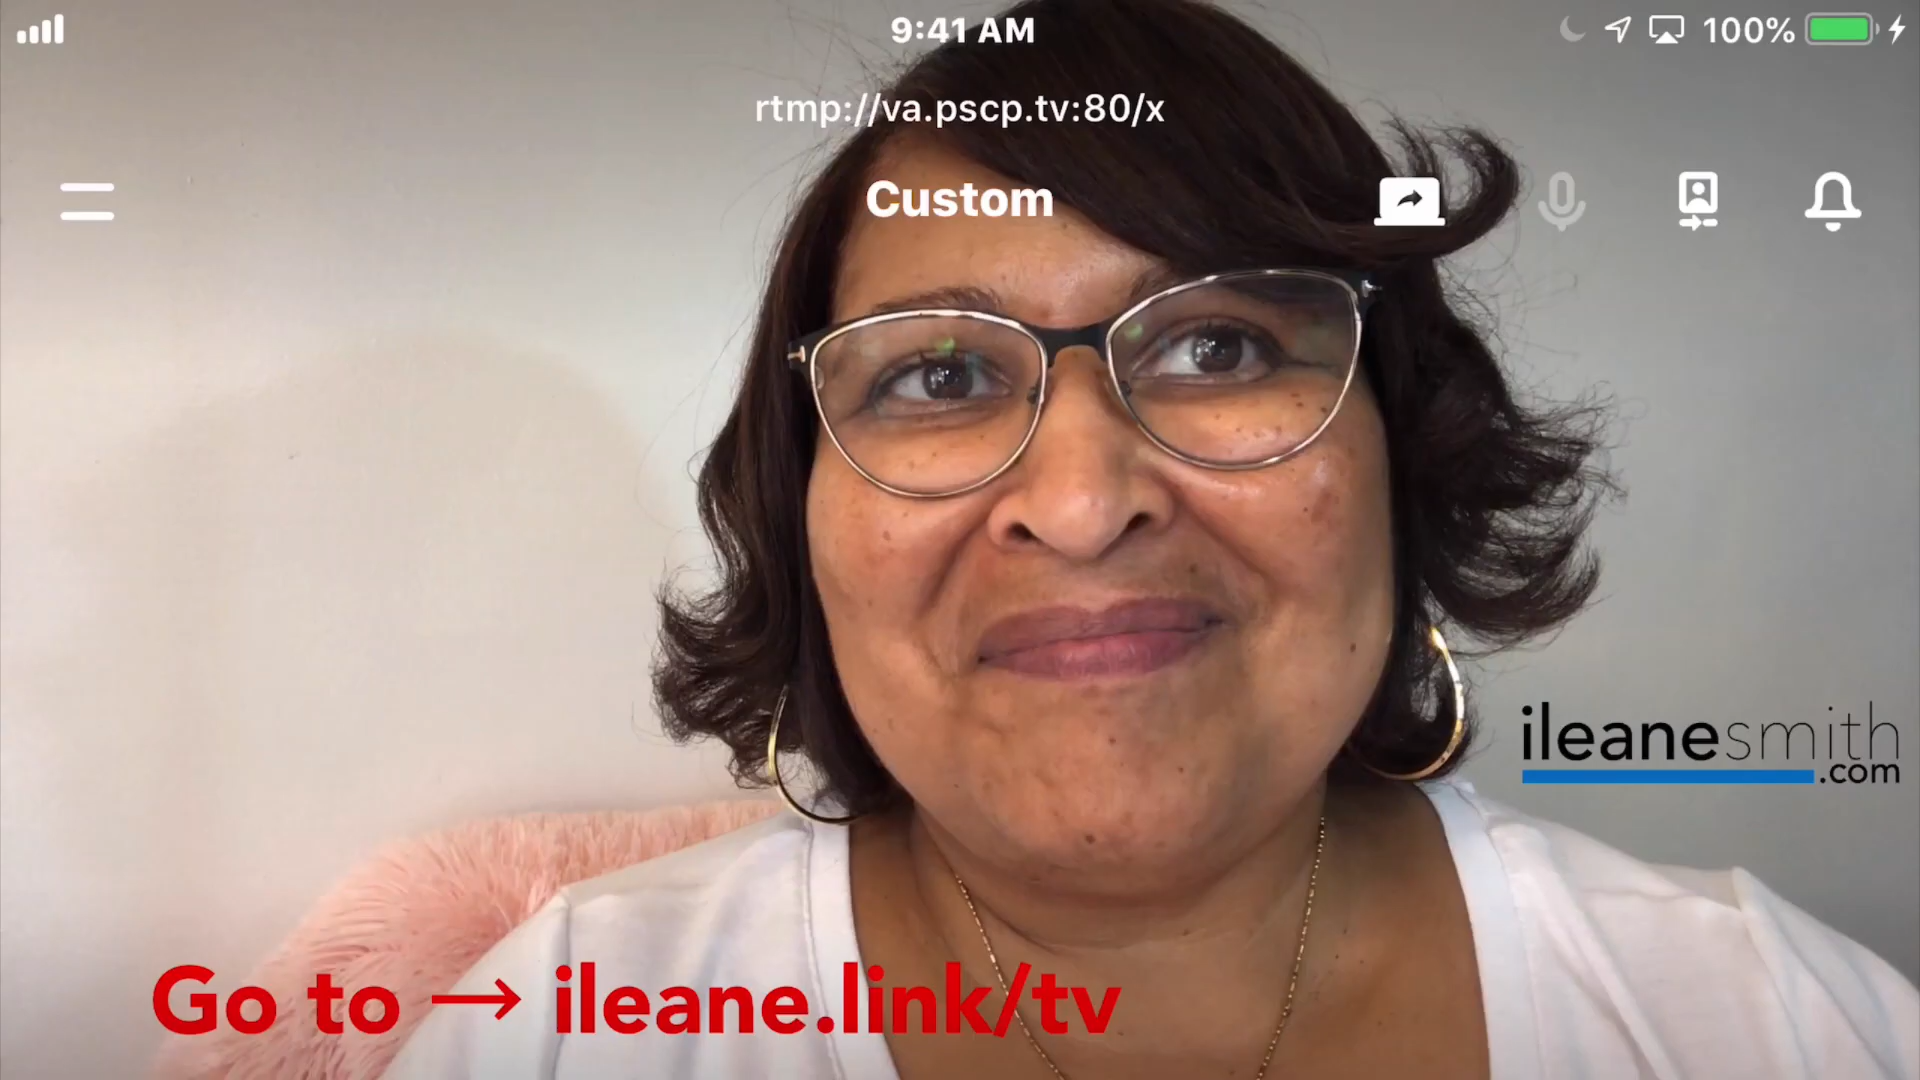 9:41 AM
100%
rtmp://va.pscp.tv:80/x
Custom
ileanesmith
.com
Go to → ileane.link/tv